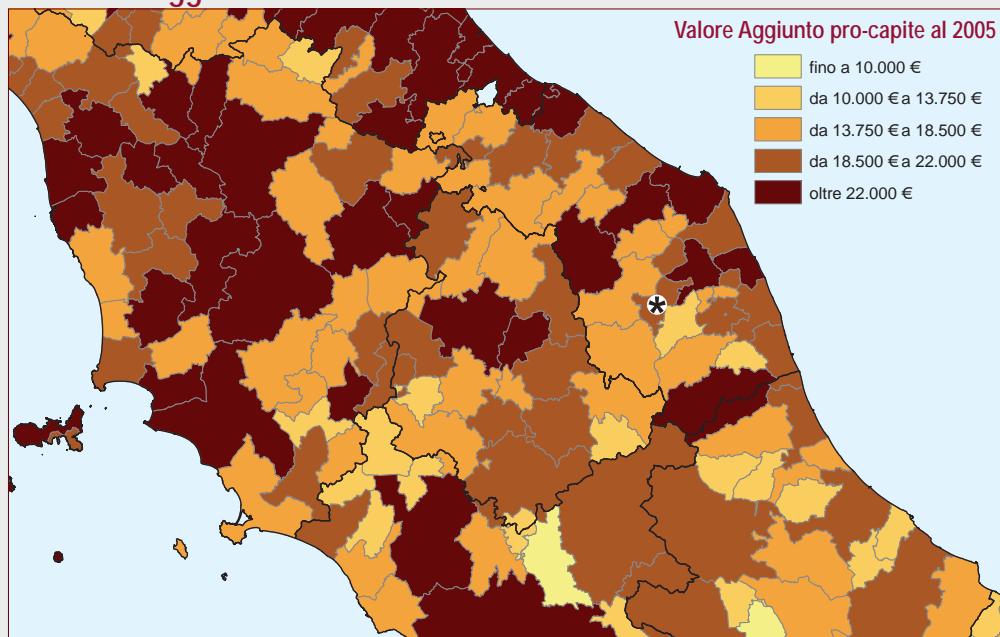 Valore Aggiunto pro-capite al 2005
fino a 10.000 €
da 10.000 € a 13.750 €
da 13.750 € a 18.500 €
da 18.500 € a 22.000 €
oltre 22.000 €
*